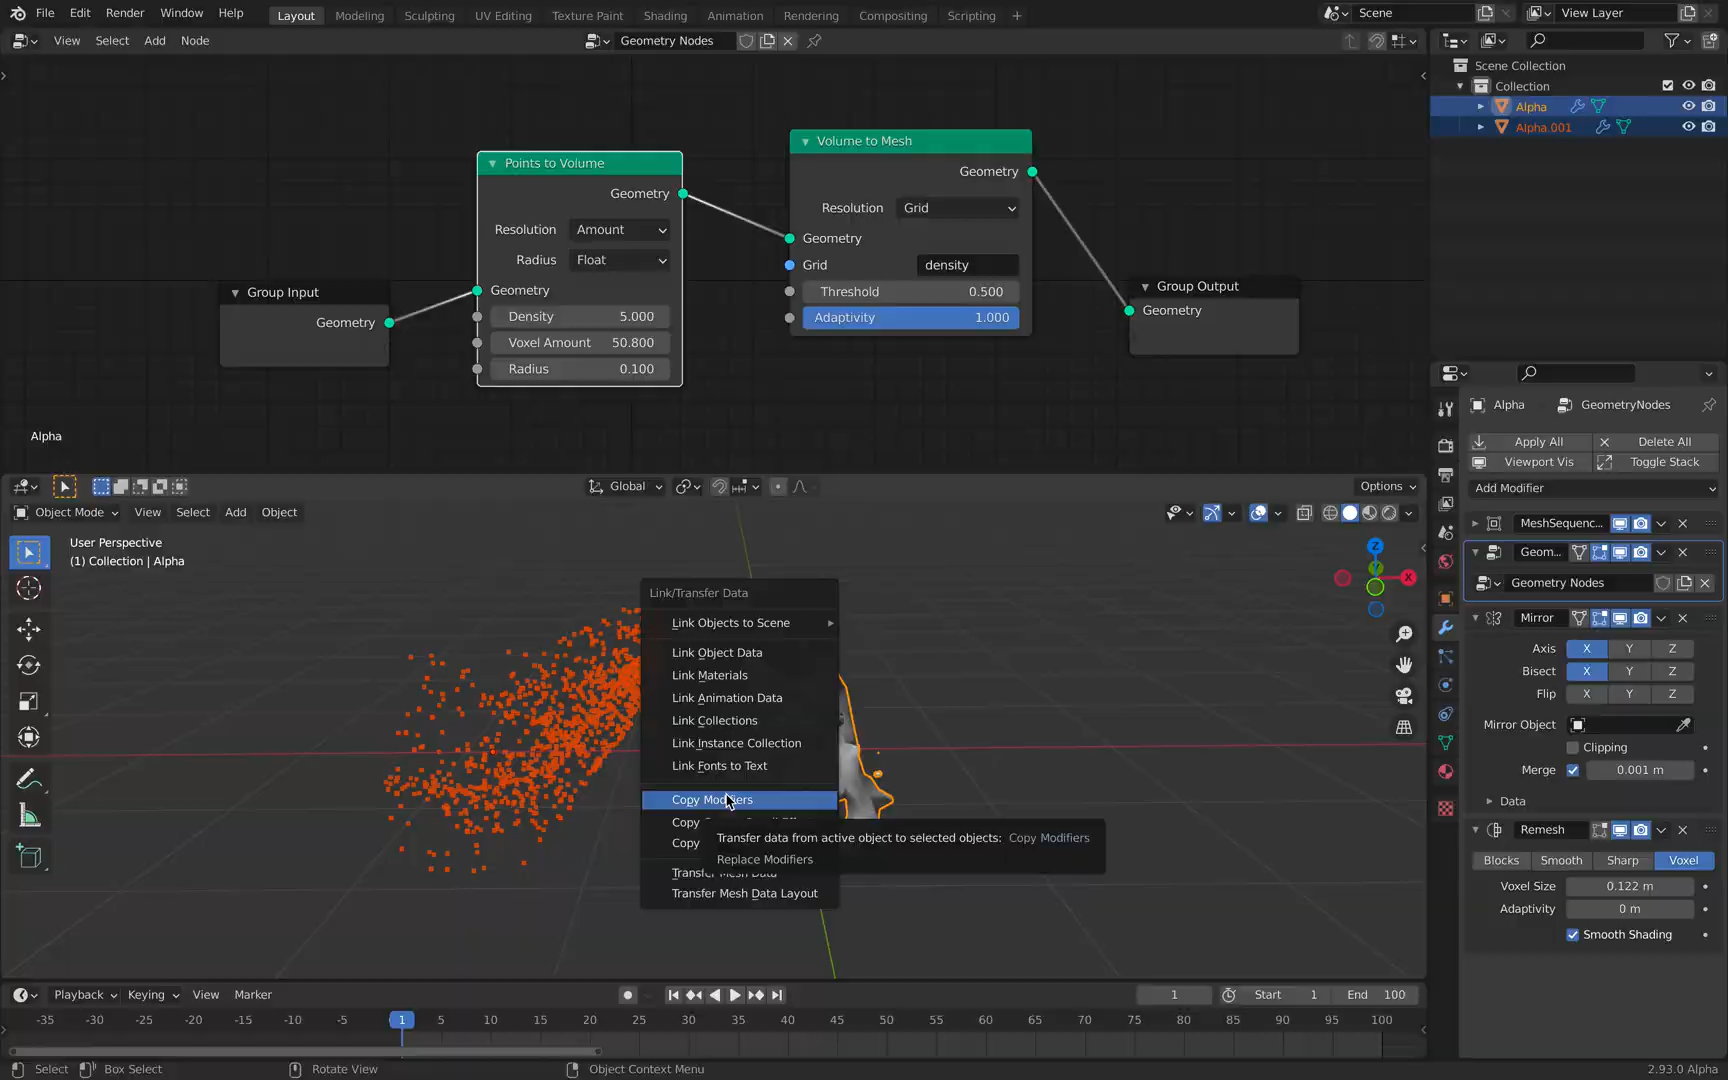 File Edit Render Window Help
Layout Modeling Sculpting UV Editing Texture Paint Shading Animation Rendering Compositing Scripting +
Scene
View Layer
View Select Add Node
Geometry Nodes
Scene Collection
Collection
Alpha
Alpha.001
Points to Volume
Geometry
Resolution Amount
Radius Float
Geometry
Density 5.000
Voxel Amount 50.800
Radius 0.100
Volume to Mesh
Geometry
Resolution Grid
Geometry
Grid density
Threshold 0.500
Adaptivity 1.000
Group Input
Geometry
Group Output
Geometry
Alpha
Alpha GeometryNodes
Apply All Delete All
Viewport Vis Toggle Stack
Add Modifier
MeshSequenc...
Geom...
Geometry Nodes
Mirror
Axis X Y Z
Bisect X Y Z
Flip X Y Z
Mirror Object
Clipping
Merge 0.001 m
Data
Remesh
Blocks Smooth Sharp Voxel
Voxel Size 0.122 m
Adaptivity 0 m
Smooth Shading
Global
Options
Object Mode View Select Add Object
User Perspective
(1) Collection | Alpha
Z
X
Link/Transfer Data
Link Objects to Scene
Link Object Data
Link Materials
Link Animation Data
Link Collections
Link Instance Collection
Link Fonts to Text
Copy Modifiers
Copy
Copy
Transfer Mesh Data
Transfer Mesh Data Layout
Transfer data from active object to selected objects: Copy Modifiers
Replace Modifiers
Playback Keying View Marker
1
Start 1 End 100
-35 -30 -25 -20 -15 -10 -5 1 5 10 15 20 25 30 35 40 45 50 55 60 65 70 75 80 85 90 95 100
Select Box Select Rotate View Object Context Menu
2.93.0 Alpha